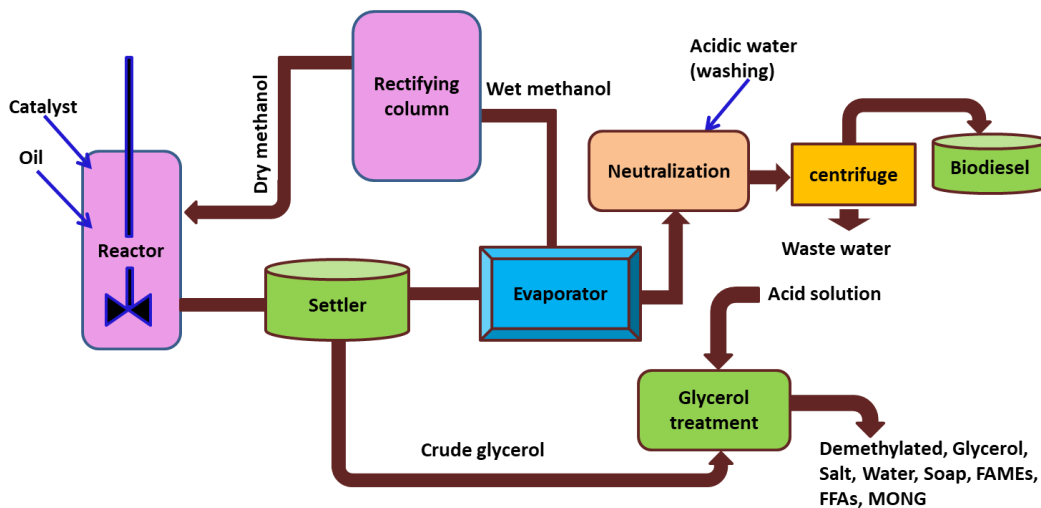 Catalyst
Oil
Reactor
Dry methanol
Rectifying
column
Wet methanol
Acidic water
(washing)
Neutralization
centrifuge
Biodiesel
Waste water
Settler
Evaporator
Acid solution
Glycerol
treatment
Crude glycerol
Demethylated, Glycerol,
Salt, Water, Soap, FAMEs,
FFAs, MONG